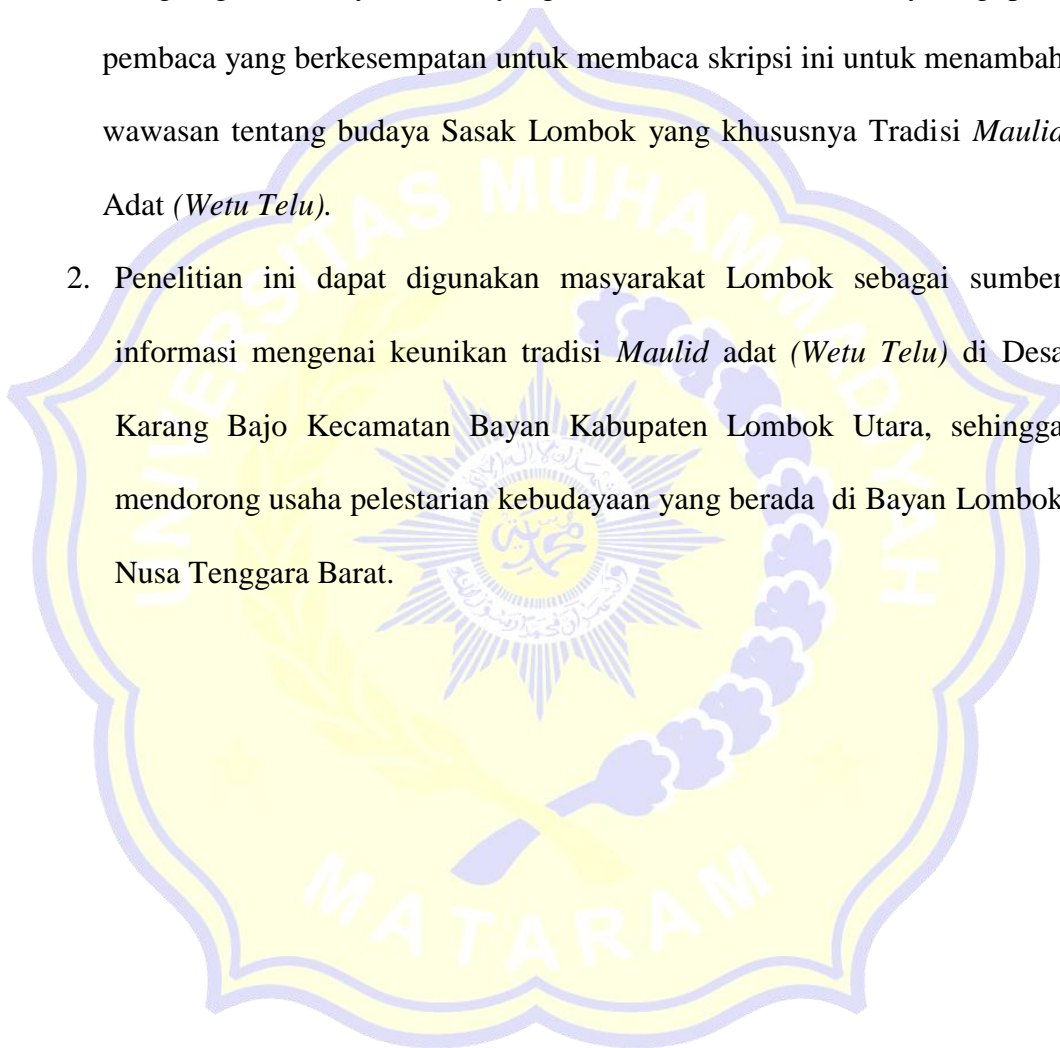 pembaca yang berkesempatan untuk membaca skripsi ini untuk menambah
wawasan tentang budaya Sasak Lombok yang khususnya Tradisi Maulid
Adat (Wetu Telu).
2. Penelitian ini dapat digunakan masyarakat Lombok sebagai sumber
informasi mengenai keunikan tradisi Maulid adat (Wetu Telu) di Desa
Karang Bajo Kecamatan Bayan Kabupaten Lombok Utara, sehingga
mendorong usaha pelestarian kebudayaan yang berada di Bayan Lombok
Nusa Tenggara Barat.
UNIVERSITAS MUHAMMADIYAH
MATARAM